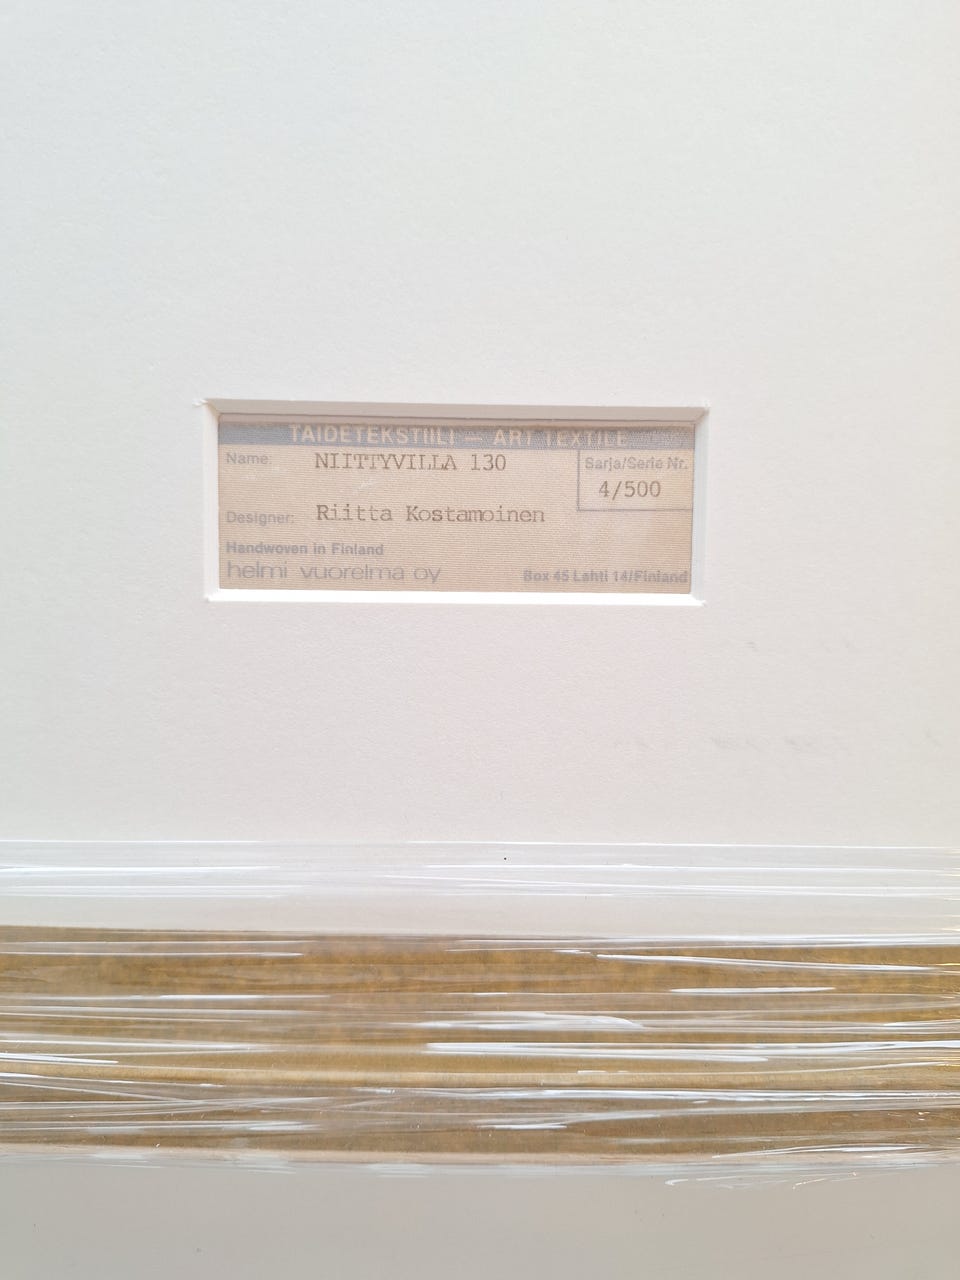 TAIDETEKSTIILI — ART TEXTILE
Name: NIITTYVILLA 130
Sarja/Serie Nr.
4/500
Designer: Riitta Kostamoinen
Handwoven in Finland
helmi vuorelma oy
Box 45 Lahti 14/Finland